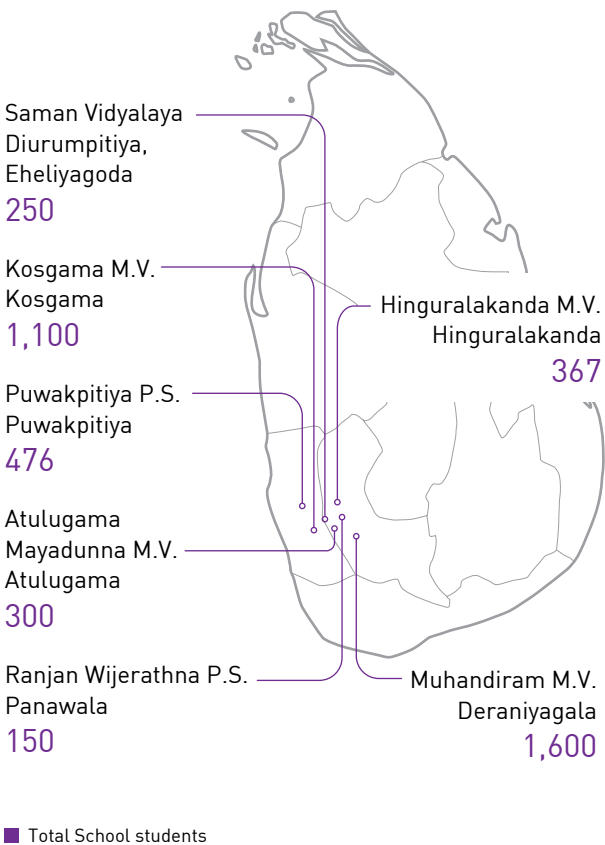 Saman Vidyalaya
Diurumpitiya,
Eheliyagoda
250
Kosgama M.V.
Kosgama
1,100
Hinguralakanda M.V.
Hinguralakanda
367
Puwakpitiya P.S.
Puwakpitiya
476
Atulugama
Mayadunna M.V.
Atulugama
300
Ranjan Wijerathna P.S.
Panawala
150
Muhandiram M.V.
Deraniyagala
1,600
Total School students